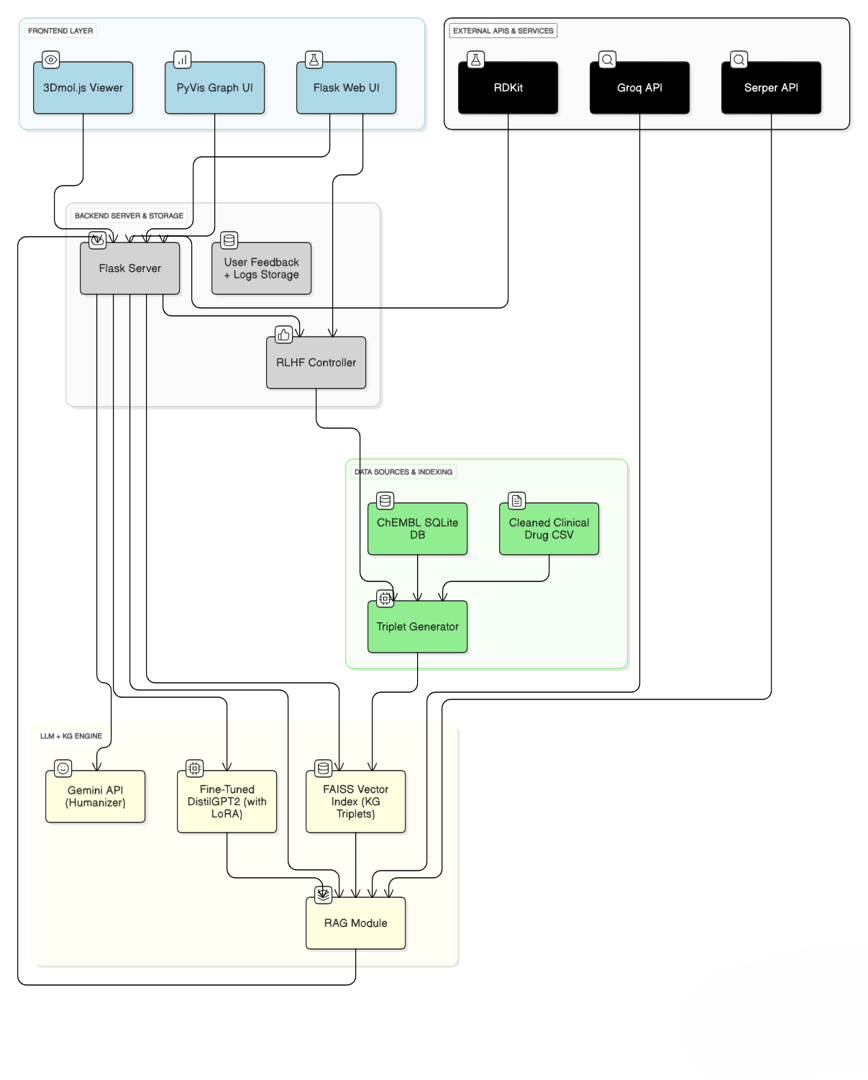 FRONTEND LAYER
3Dmol.js Viewer
PyVis Graph UI
Flask Web UI
EXTERNAL APIS & SERVICES
RDKit
Groq API
Serper API
BACKEND SERVER & STORAGE
Flask Server
User Feedback
+ Logs Storage
RLHF Controller
DATA SOURCES & INDEXING
ChEMBL SQLite
DB
Cleaned Clinical
Drug CSV
Triplet Generator
LLM + KG ENGINE
Gemini API
(Humanizer)
Fine-Tuned
DistilGPT2 (with
LoRA)
FAISS Vector
Index (KG
Triplets)
RAG Module